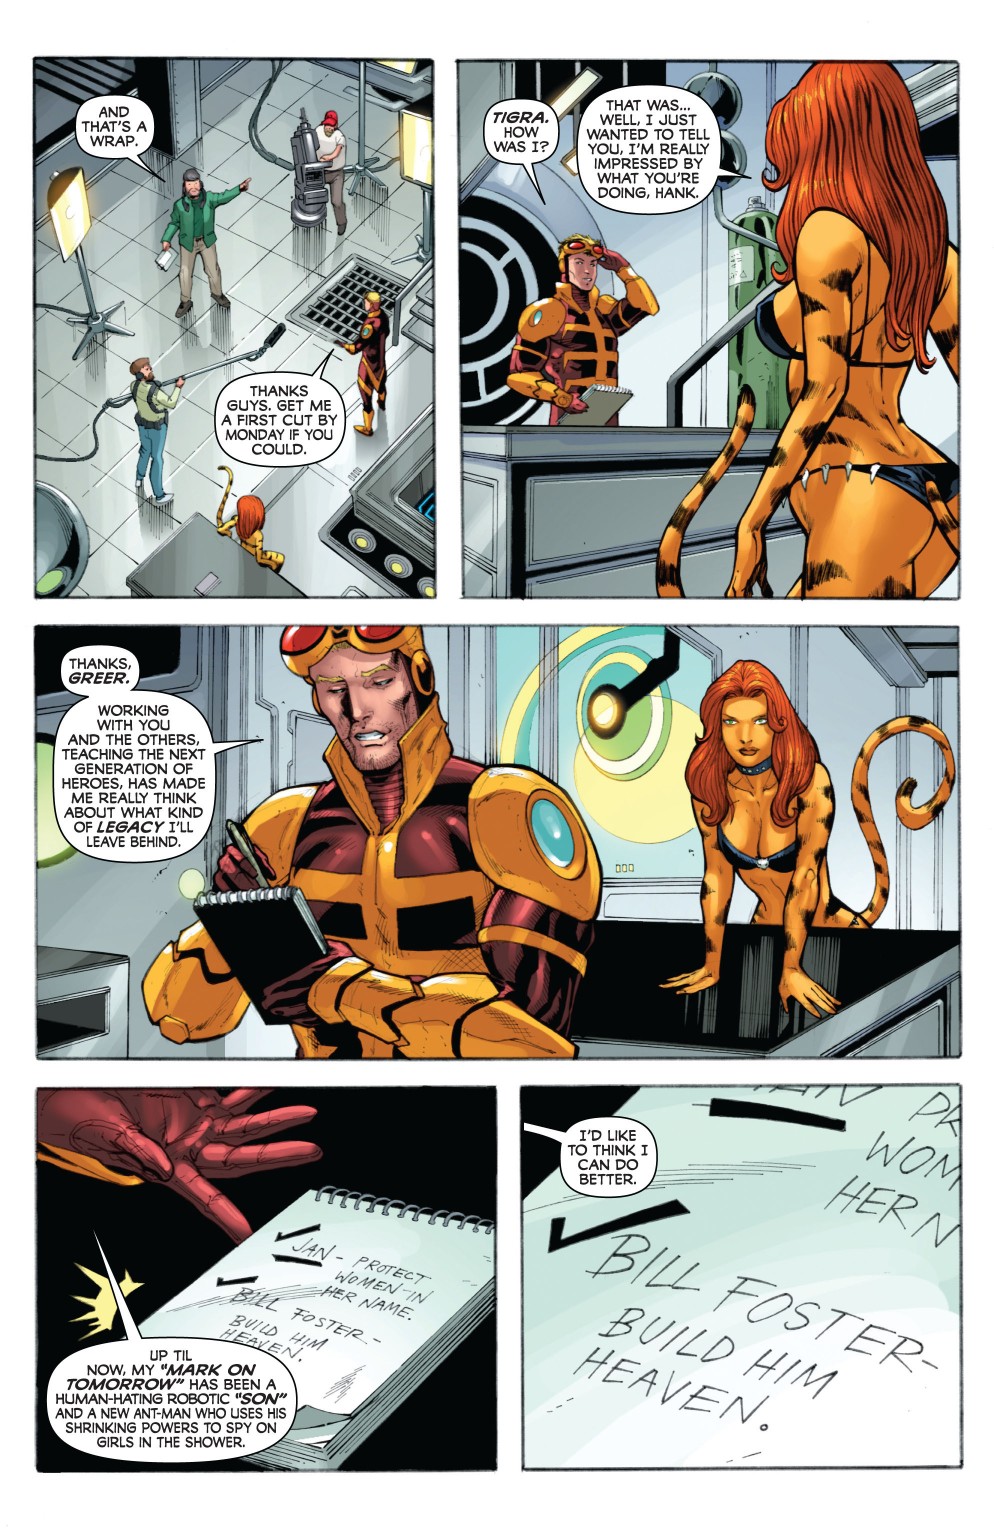 AND
THAT'S A
WRAP.
THANKS
GUYS. GET ME
A FIRST CUT BY
MONDAY IF YOU
COULD.
TIGRA.
HOW
WAS I?
THAT WAS...
WELL, I JUST
WANTED TO TELL
YOU, I'M REALLY
IMPRESSED BY
WHAT YOU'RE
DOING, HANK.
THANKS,
GREER.
WORKING
WITH YOU
AND THE OTHERS,
TEACHING THE NEXT
GENERATION OF
HEROES, HAS MADE
ME REALLY THINK
ABOUT WHAT KIND
OF LEGACY I'LL
LEAVE BEHIND.
JAN - PROTECT
WOMEN-IN
HER NAME.
BILL FOSTER-
BUILD HIM
HEAVEN.
UP TIL
NOW, MY "MARK ON
TOMORROW" HAS BEEN A
HUMAN-HATING ROBOTIC "SON"
AND A NEW ANT-MAN WHO USES HIS
SHRINKING POWERS TO SPY ON
GIRLS IN THE SHOWER.
I'D LIKE
TO THINK I
CAN DO
BETTER.
AN PR
WOM
HER N
BILL FOSTER-
BUILD HIM
HEAVEN.